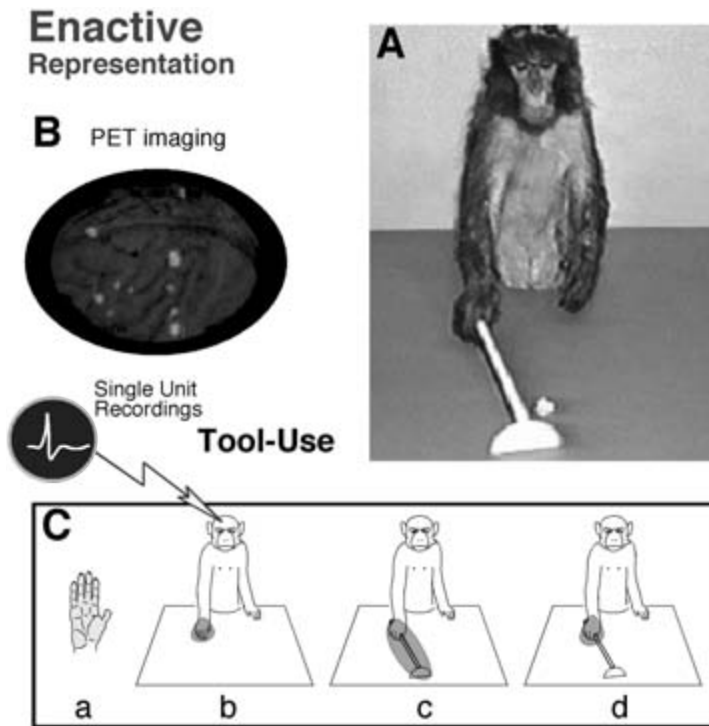 Enactive
Representation
A
B PET imaging
Single Unit
Recordings
Tool-Use
C
a b c d